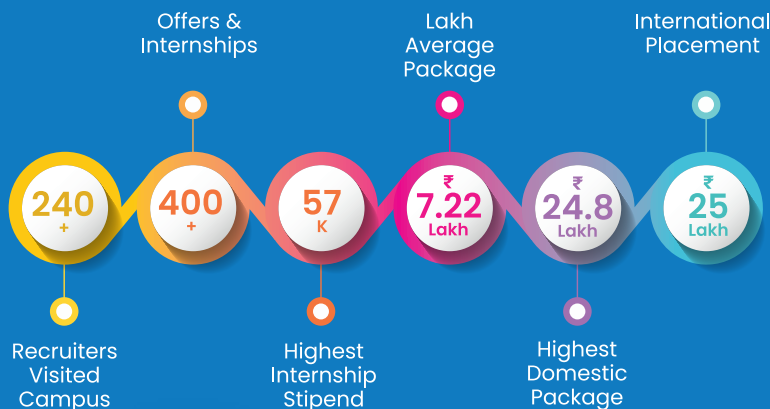 Offers &
Internships
Lakh
Average
Package
International
Placement
240
+
400
+
57
K
₹
7.22
Lakh
₹
24.8
Lakh
₹
25
Lakh
Recruiters
Visited
Campus
Highest
Internship
Stipend
Highest
Domestic
Package